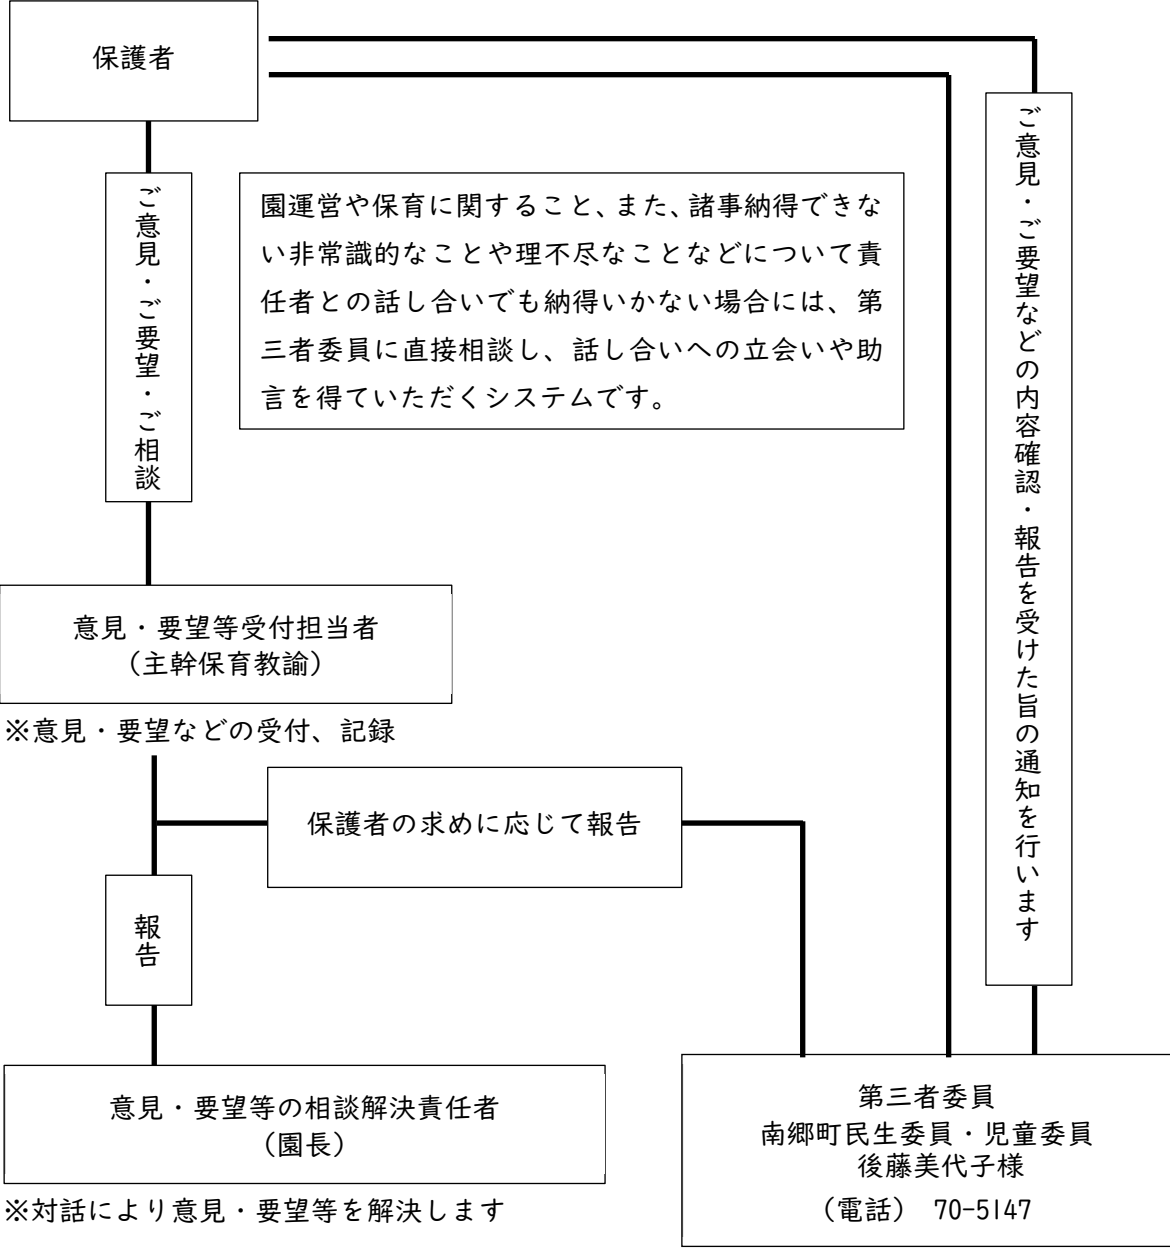 保護者
ご意見・ご要望・ご相談
園運営や保育に関すること、また、諸事納得できな
い非常識的なことや理不尽なことなどについて責
任者との話し合いでも納得いかない場合には、第
三者委員に直接相談し、話し合いへの立会いや助
言を得ていただくシステムです。
ご意見・ご要望などの内容確認・報告を受けた旨の通知を行います
意見・要望等受付担当者
（主幹保育教諭）
※意見・要望などの受付、記録
保護者の求めに応じて報告
報告
意見・要望等の相談解決責任者
（園長）
※対話により意見・要望等を解決します
第三者委員
南郷町民生委員・児童委員
後藤美代子様
（電話） 70-5147